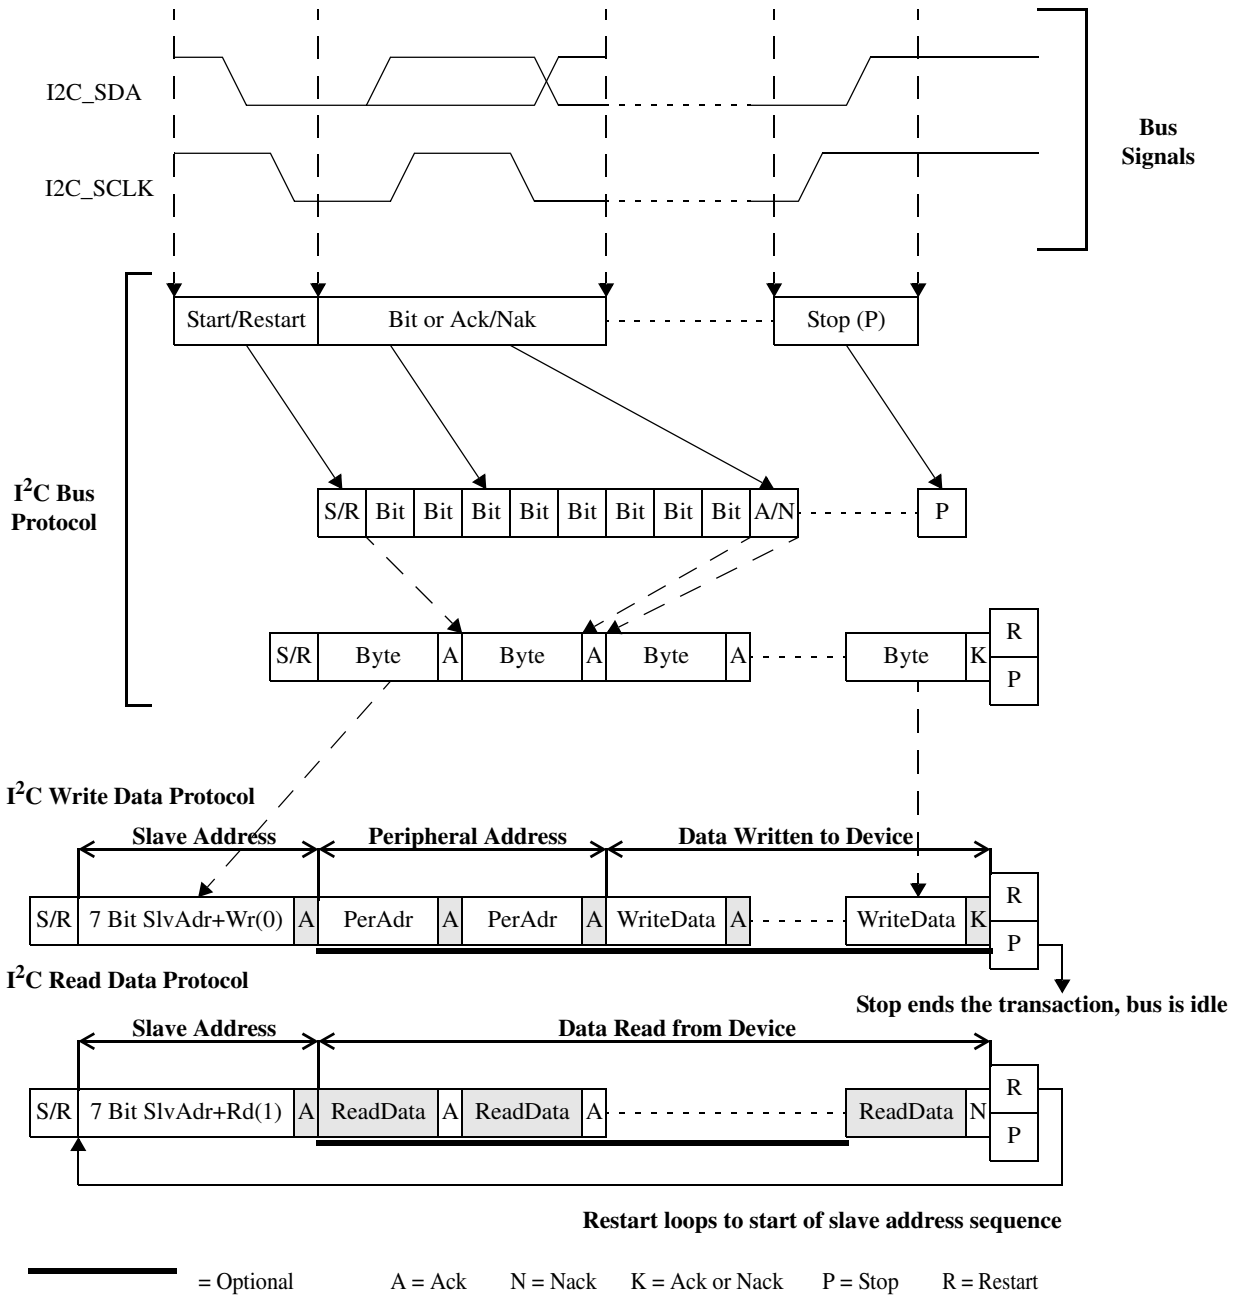 I2C_SDA
Bus
Signals
I2C_SCLK
Start/Restart Bit or Ack/Nak Stop (P)
I²C Bus
Protocol
S/R Bit Bit Bit Bit Bit Bit Bit Bit A/N P
S/R Byte A Byte A Byte A Byte K R P
I²C Write Data Protocol
Slave Address Peripheral Address Data Written to Device
S/R 7 Bit SlvAdr+Wr(0) A PerAdr A PerAdr A WriteData A WriteData K R P
I²C Read Data Protocol
Stop ends the transaction, bus is idle
Slave Address Data Read from Device
S/R 7 Bit SlvAdr+Rd(1) A ReadData A ReadData A ReadData N R P
Restart loops to start of slave address sequence
= Optional A = Ack N = Nack K = Ack or Nack P = Stop R = Restart